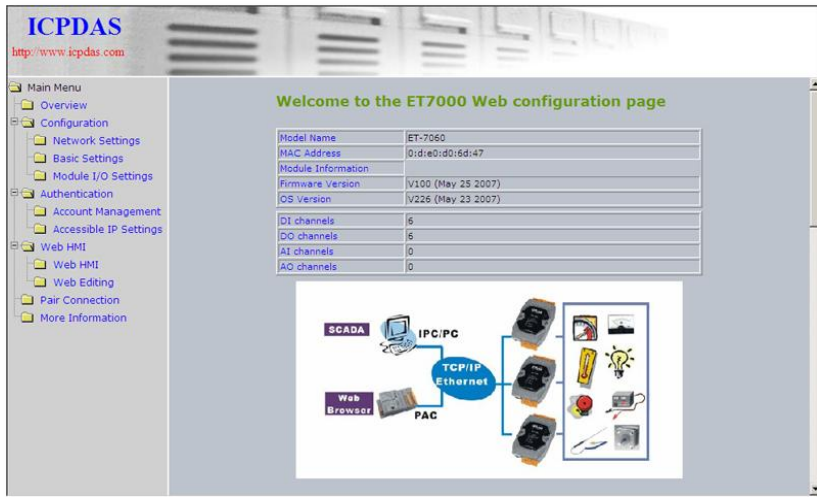 ICPDAS
http://www.icpdas.com
Main Menu
Overview
Configuration
Network Settings
Basic Settings
Module I/O Settings
Authentication
Account Management
Accessible IP Settings
Web HMI
Web HMI
Web Editing
Pair Connection
More Information
Welcome to the ET7000 Web configuration page
Model Name ET-7060
MAC Address 0:d:e0:d0:6d:47
Module Information
Firmware Version V100 (May 25 2007)
OS Version V226 (May 23 2007)
DI channels 6
DO channels 6
AI channels 0
AO channels 0
SCADA
IPC/PC
TCP/IP
Ethernet
Web
Browser
PAC